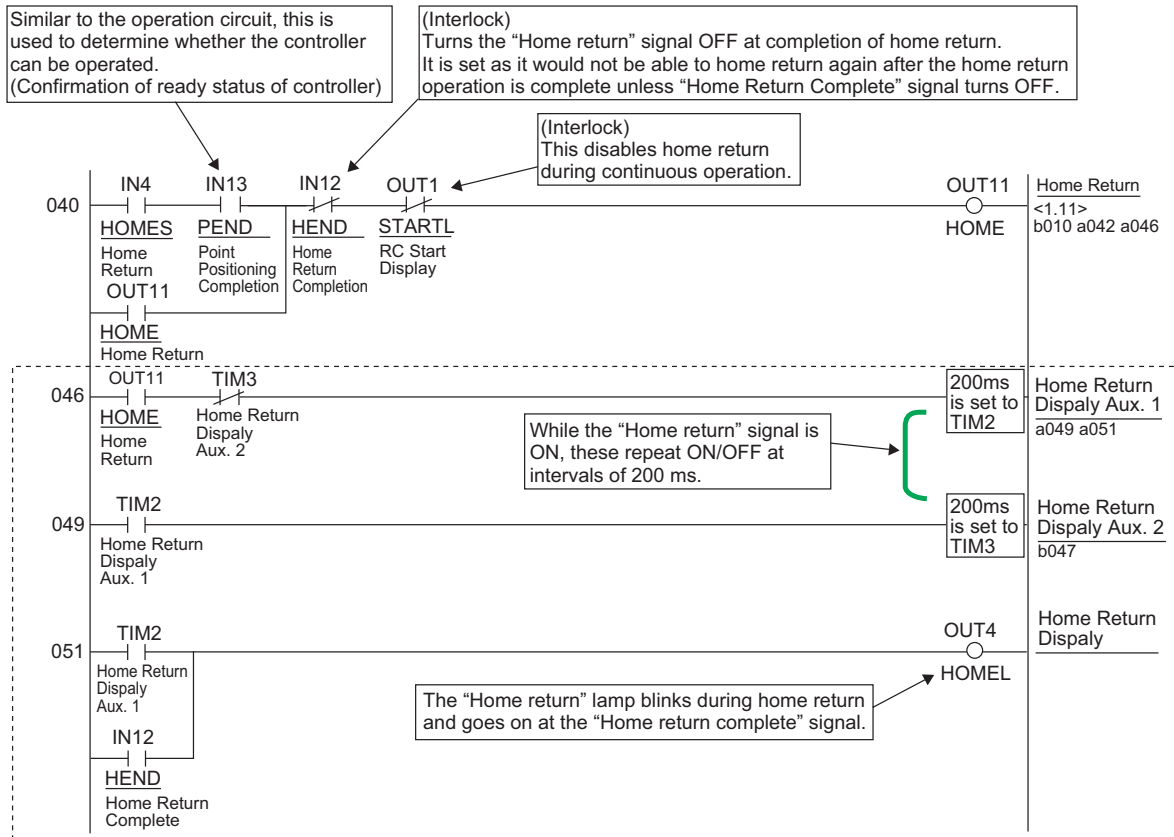 Similar to the operation circuit, this is
used to determine whether the controller
can be operated.
(Confirmation of ready status of controller)
(Interlock)
Turns the “Home return” signal OFF at completion of home return.
It is set as it would not be able to home return again after the home return
operation is complete unless “Home Return Complete” signal turns OFF.
(Interlock)
This disables home return
during continuous operation.
040
IN4
HOMES
Home
Return
IN13
PEND
Point
Positioning
Completion
IN12
HEND
Home
Return
Completion
OUT1
STARTL
RC Start
Display
OUT11
HOME
Home Return
<1.11>
b010 a042 a046
OUT11
HOME
Home Return
046
OUT11
HOME
Home
Return
TIM3
Home Return
Dispaly
Aux. 2
200ms
is set to
TIM2
Home Return
Dispaly Aux. 1
a049 a051
While the “Home return” signal is
ON, these repeat ON/OFF at
intervals of 200 ms.
049
TIM2
Home Return
Dispaly
Aux. 1
200ms
is set to
TIM3
Home Return
Dispaly Aux. 2
b047
051
TIM2
Home Return
Dispaly
Aux. 1
OUT4
HOMEL
Home Return
Dispaly
The “Home return” lamp blinks during home return
and goes on at the “Home return complete” signal.
IN12
HEND
Home Return
Complete